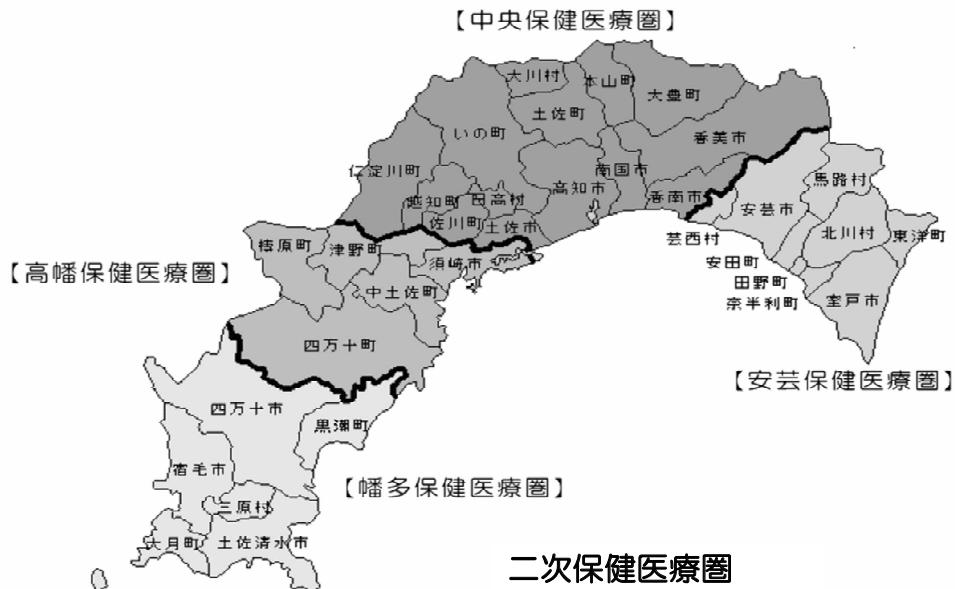 【中央保健医療圏】
大川村
本山町
大豊町
土佐町
いの町
香美市
仁淀川町
南国市
高知市
馬路村
越知町
日高村
香南市
安芸市
佐川町
土佐市
芸西村
北川村
東洋町
梼原町
津野町
須崎市
安田町
【高幡保健医療圏】
中土佐町
田野町
奈半利町
室戸市
四万十町
【安芸保健医療圏】
四万十市
黒潮町
宿毛市
【幡多保健医療圏】
三原村
大月町
土佐清水市
二次保健医療圏